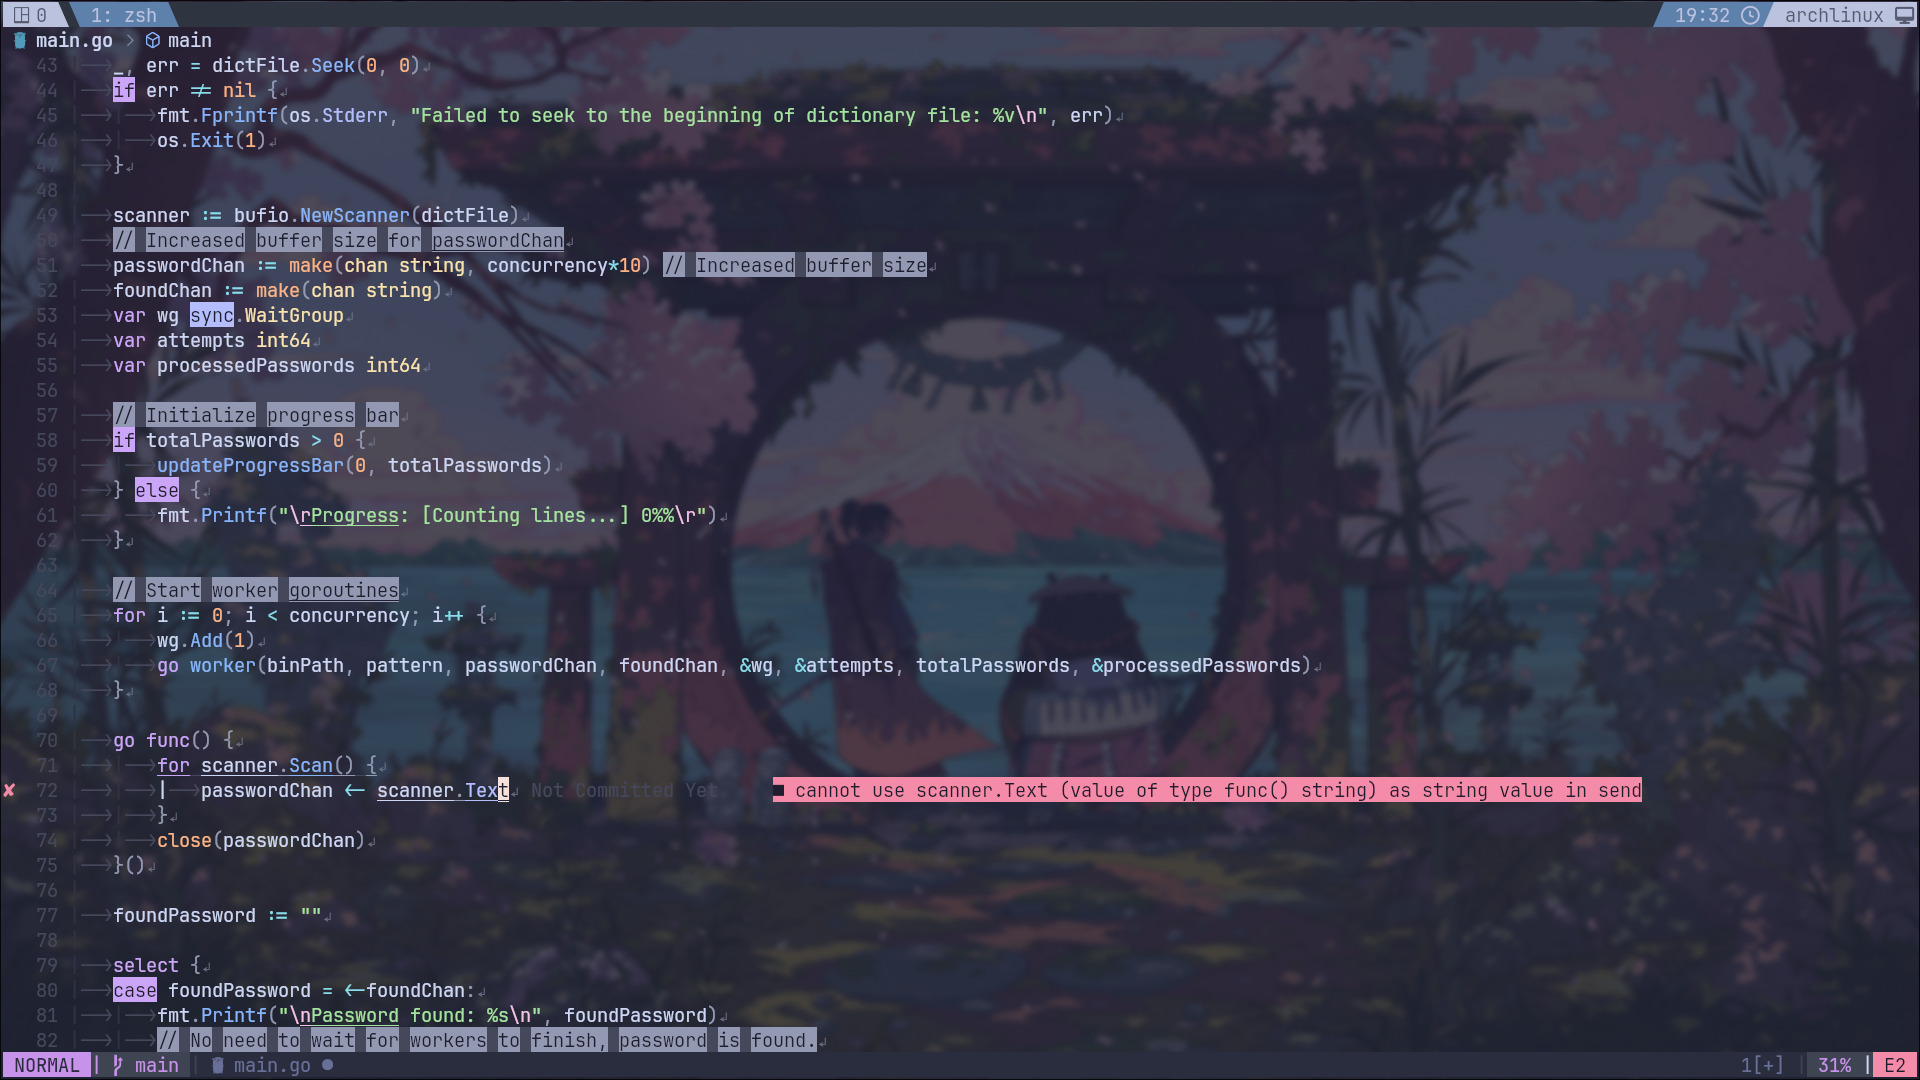 0 1: zsh 19:32 archlinux
main.go > main
43 _, err = dictFile.Seek(0, 0)
44 if err != nil {
45 fmt.Fprintf(os.Stderr, "Failed to seek to the beginning of dictionary file: %v\n", err)
46 os.Exit(1)
47 }
48
49 scanner := bufio.NewScanner(dictFile)
50 // Increased buffer size for passwordChan
51 passwordChan := make(chan string, concurrency*10) // Increased buffer size
52 foundChan := make(chan string)
53 var wg sync.WaitGroup
54 var attempts int64
55 var processedPasswords int64
56
57 // Initialize progress bar
58 if totalPasswords > 0 {
59 updateProgressBar(0, totalPasswords)
60 } else {
61 fmt.Printf("\rProgress: [Counting lines...] 0%%\r")
62 }
63
64 // Start worker goroutines
65 for i := 0; i < concurrency; i++ {
66 wg.Add(1)
67 go worker(binPath, pattern, passwordChan, foundChan, &wg, &attempts, totalPasswords, &processedPasswords)
68 }
69
70 go func() {
71 for scanner.Scan() {
72 passwordChan <- scanner.Text Not Committed Yet ■ cannot use scanner.Text (value of type func() string) as string value in send
73 }
74 close(passwordChan)
75 }()
76
77 foundPassword := ""
78
79 select {
80 case foundPassword = <-foundChan:
81 fmt.Printf("\nPassword found: %s\n", foundPassword)
82 // No need to wait for workers to finish, password is found.
NORMAL main main.go ● 1[+] 31% E2